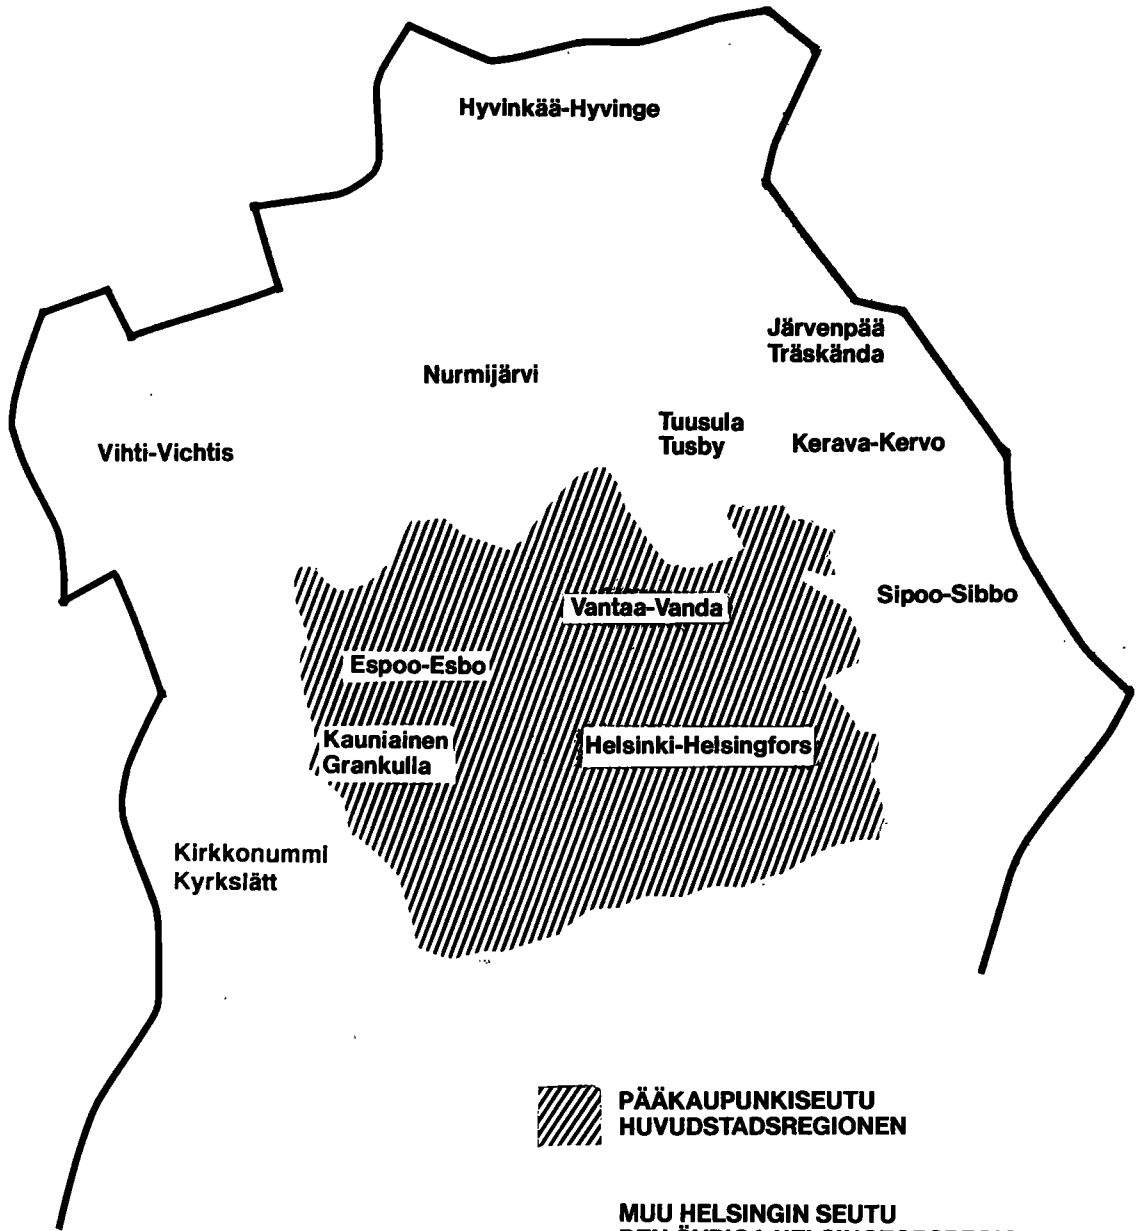 Hyvinkää-Hyvinge
Järvenpää
Träskända
Nurmijärvi
Tuusula
Tusby
Kerava-Kervo
Vihti-Vichtis
Sipoo-Sibbo
Vantaa-Vanda
Espoo-Esbo
Kauniainen
Grankulla
Helsinki-Helsingfors
Kirkkonummi
Kyrkslätt
PÄÄKAUPUNKISEUTU
HUVUDSTADSREGIONEN
MUU HELSINGIN SEUTU